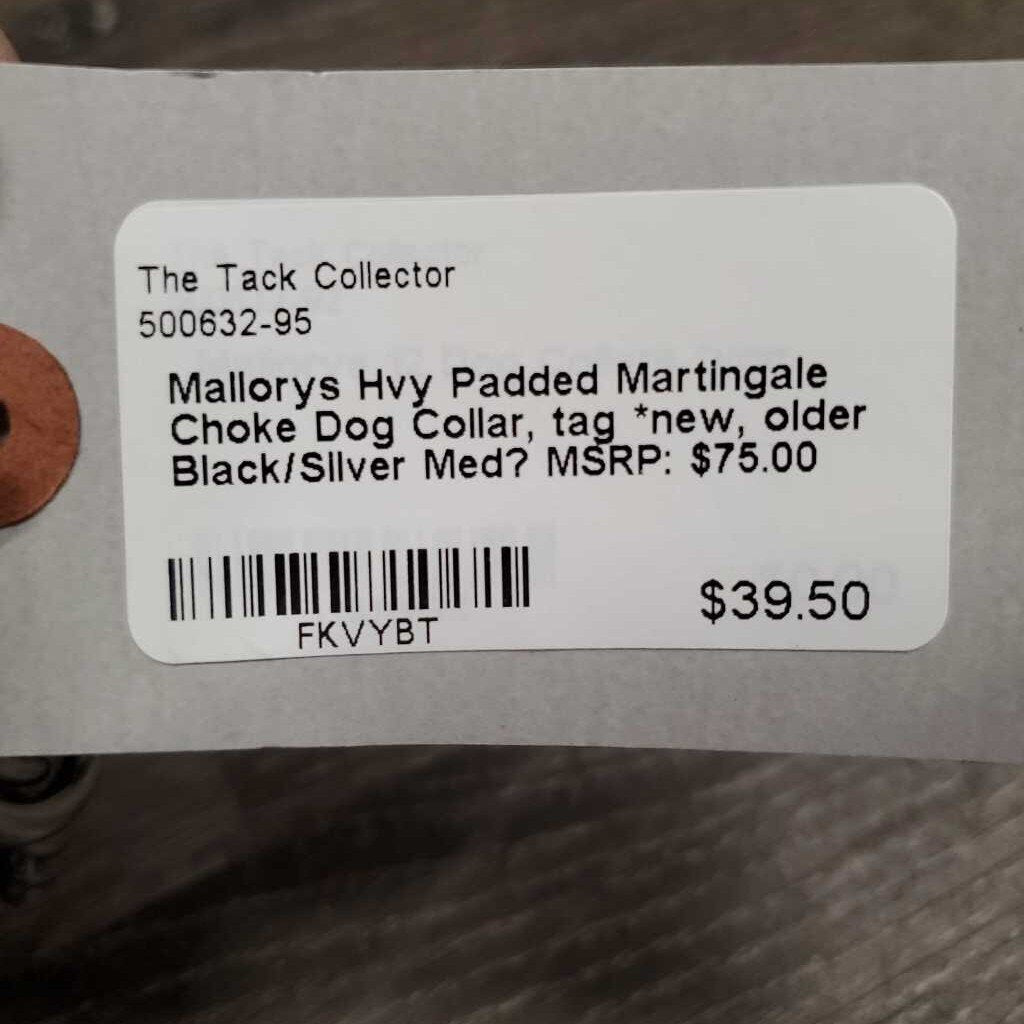 The Tack Collector
500632-95
Mallorys Hvy Padded Martingale
Choke Dog Collar, tag *new, older
Black/Silver Med? MSRP: $75.00
FKVYBT
$39.50